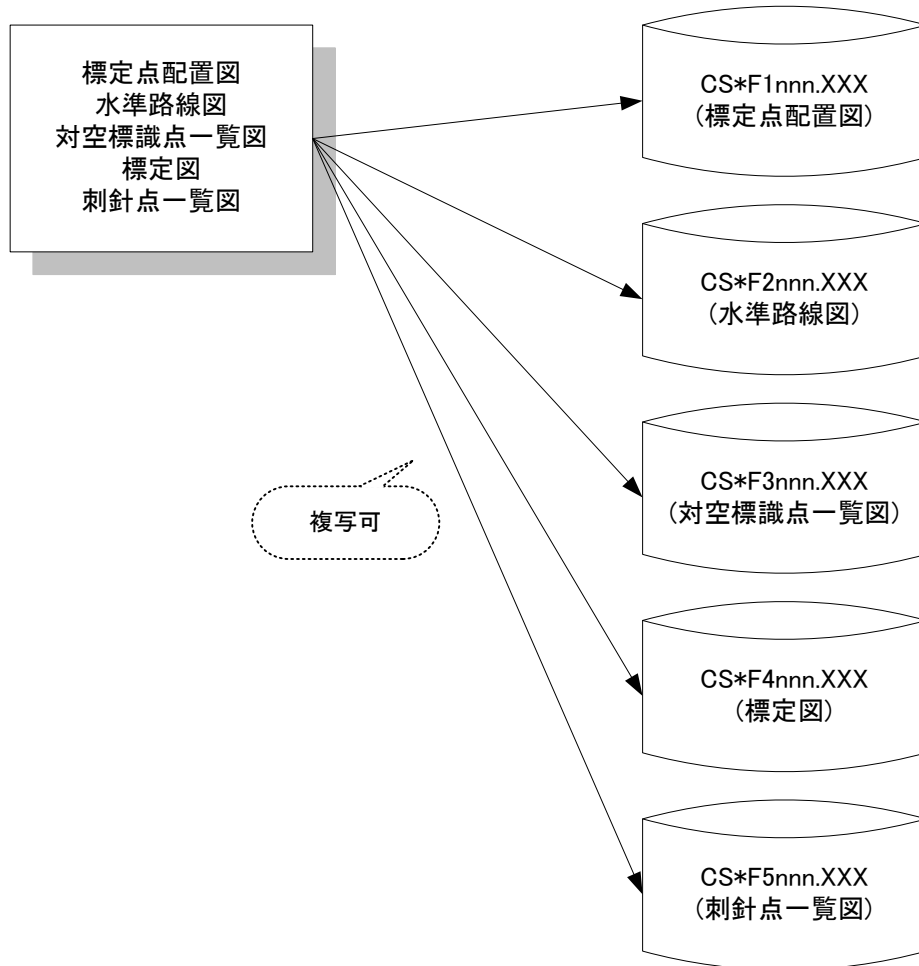 標定点配置図
水準路線図
対空標識点一覧図
標定図
刺針点一覧図
CS*F1nnn.XXX
(標定点配置図)
CS*F2nnn.XXX
(水準路線図)
CS*F3nnn.XXX
(対空標識点一覧図)
複写可
CS*F4nnn.XXX
(標定図)
CS*F5nnn.XXX
(刺針点一覧図)